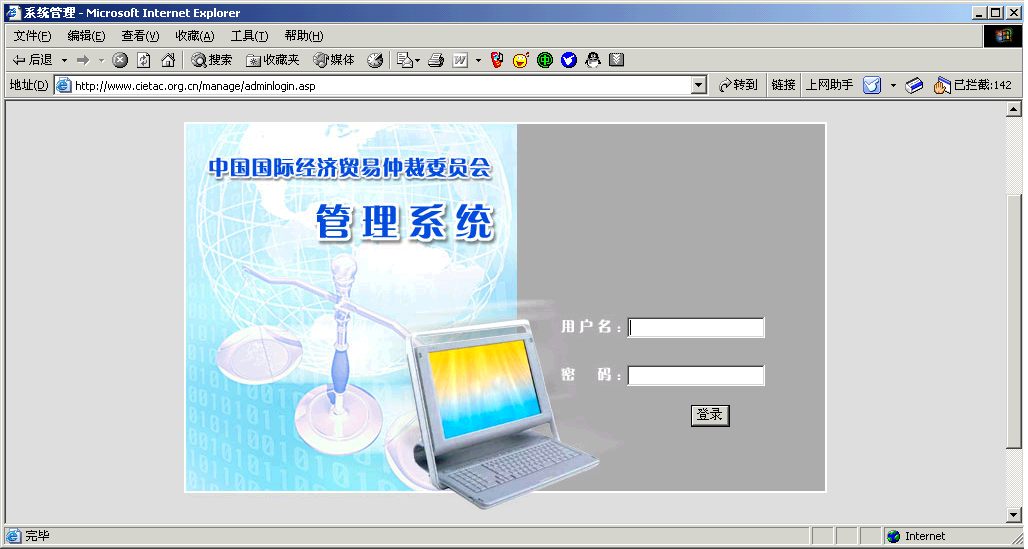 系统管理 - Microsoft Internet Explorer
文件(F) 编辑(E) 查看(V) 收藏(A) 工具(T) 帮助(H)
后退 搜索 收藏夹 媒体
地址(D) http://www.cietac.org.cn/manage/adminlogin.asp 转到 链接 上网助手 已拦截:142
中国国际经济贸易仲裁委员会
管理系统
用户名：
密 码：
登录
完毕 Internet